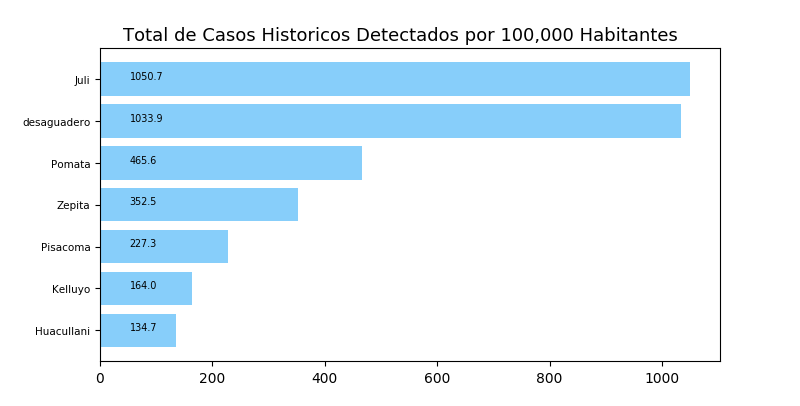 Total de Casos Historicos Detectados por 100,000 Habitantes
Juli 1050.7
desaguadero 1033.9
Pomata 465.6
Zepita 352.5
Pisacoma 227.3
Kelluyo 164.0
Huacullani 134.7
0 200 400 600 800 1000